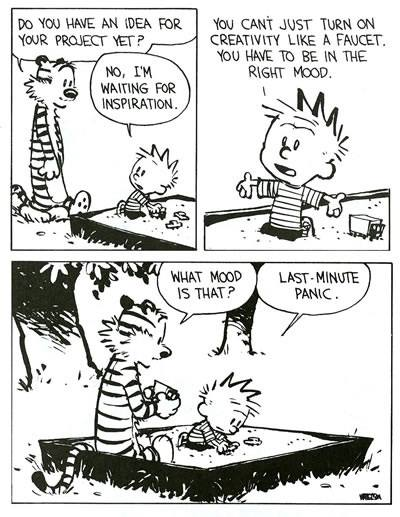 DO YOU HAVE AN IDEA FOR
YOUR PROJECT YET?
NO, I'M
WAITING FOR
INSPIRATION.
YOU CAN'T JUST TURN ON
CREATIVITY LIKE A FAUCET.
YOU HAVE TO BE IN THE
RIGHT MOOD.
WHAT MOOD
IS THAT?
LAST-MINUTE
PANIC.